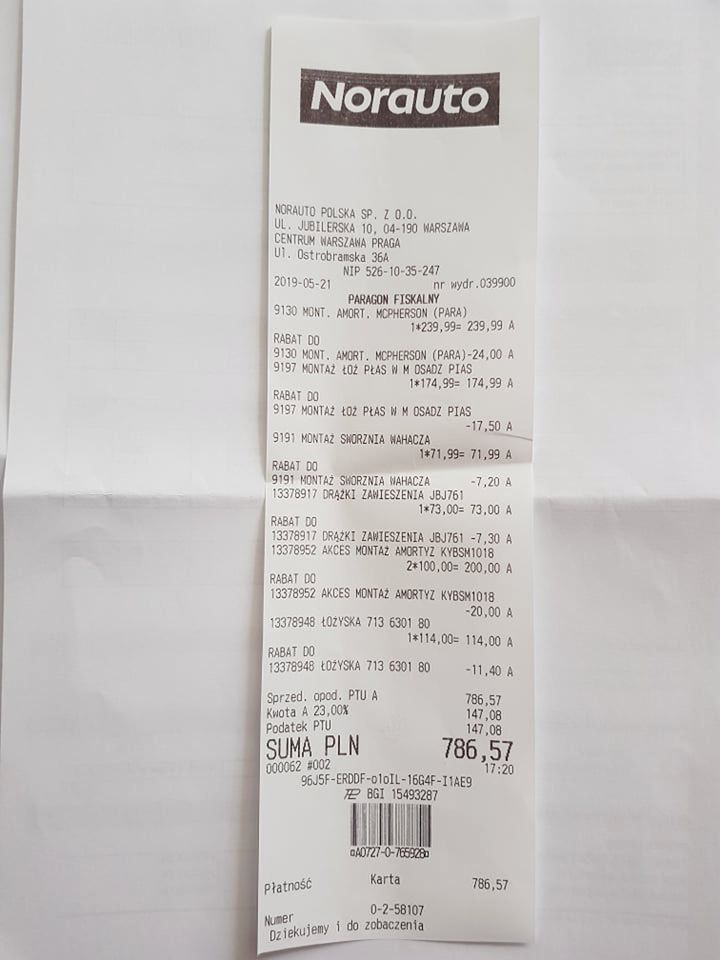 Norauto
NORAUTO POLSKA SP. Z O.O.
UL. JUBILERSKA 10, 04-190 WARSZAWA
CENTRUM WARSZAWA PRAGA
Ul. Ostrobramska 36A
NIP 526-10-35-247
2019-05-21 nr wydr.039900
PARAGON FISKALNY
9130 MONT. AMORT. MCPHERSON (PARA)
1*239,99= 239,99 A
RABAT DO
9130 MONT. AMORT. MCPHERSON (PARA)-24,00 A
9197 MONTAŻ ŁOŻ PŁAS W M OSADZ PIAS
1*174,99= 174,99 A
RABAT DO
9197 MONTAŻ ŁOŻ PŁAS W M OSADZ PIAS
-17,50 A
9191 MONTAŻ SWORZNIA WAHACZA
1*71,99= 71,99 A
RABAT DO
9191 MONTAŻ SWORZNIA WAHACZA -7,20 A
13378917 DRĄŻKI ZAWIESZENIA JBJ761
1*73,00= 73,00 A
RABAT DO
13378917 DRĄŻKI ZAWIESZENIA JBJ761 -7,30 A
13378952 AKCES MONTAŻ AMORTYZ KYBSM1018
2*100,00= 200,00 A
RABAT DO
13378952 AKCES MONTAŻ AMORTYZ KYBSM1018
-20,00 A
13378948 ŁOŻYSKA 713 6301 80
1*114,00= 114,00 A
RABAT DO
13378948 ŁOŻYSKA 713 6301 80 -11,40 A
Sprzed. opod. PTU A 786,57
Kwota A 23,00% 147,08
Podatek PTU 147,08
SUMA PLN 786,57
000062 #002 17:20
96J5F-ERDDF-o1oIL-16G4F-I1AE9
BGI 15493287
¤A0727-0-765928¤
Płatność Karta 786,57
Numer 0-2-58107
Dziekujemy i do zobaczenia